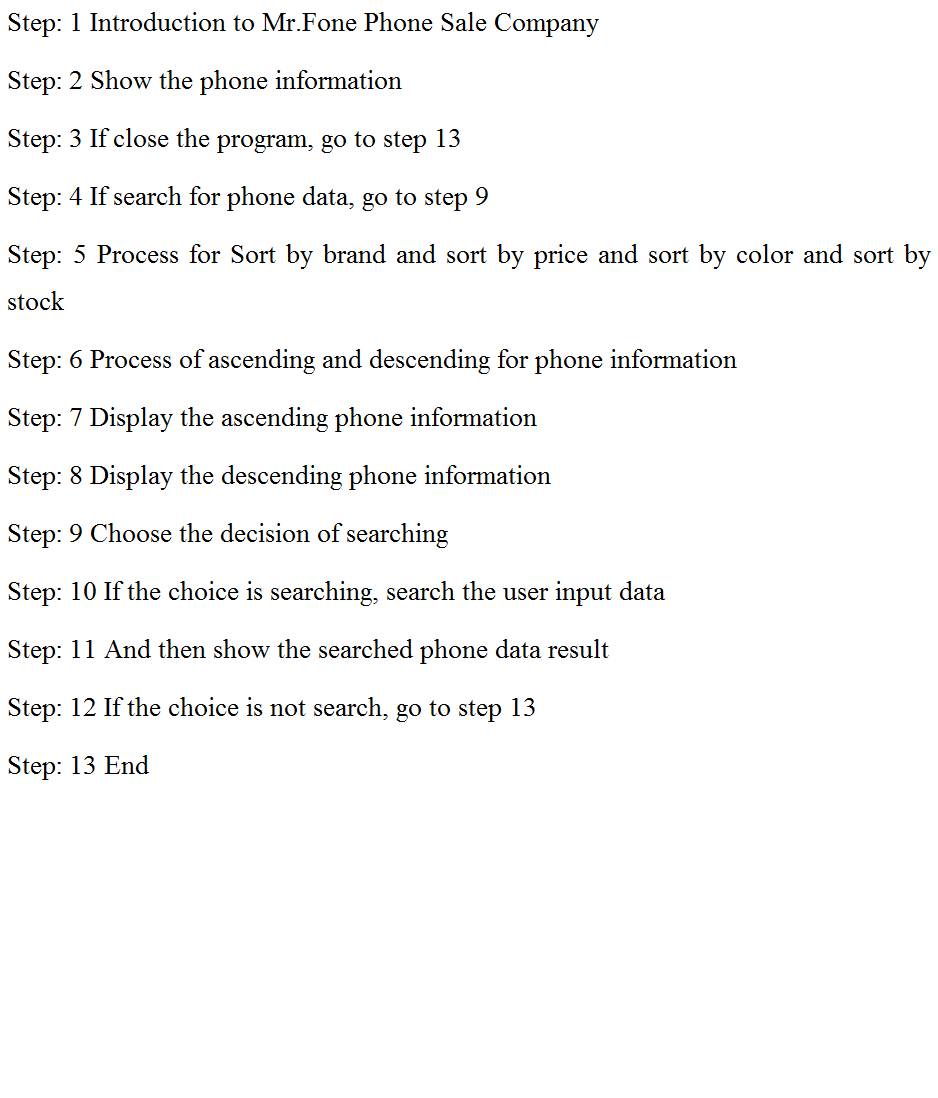 Step: 1 Introduction to Mr.Fone Phone Sale Company
Step: 2 Show the phone information
Step: 3 If close the program, go to step 13
Step: 4 If search for phone data, go to step 9
Step: 5 Process for Sort by brand and sort by price and sort by color and sort by
stock
Step: 6 Process of ascending and descending for phone information
Step: 7 Display the ascending phone information
Step: 8 Display the descending phone information
Step: 9 Choose the decision of searching
Step: 10 If the choice is searching, search the user input data
Step: 11 And then show the searched phone data result
Step: 12 If the choice is not search, go to step 13
Step: 13 End